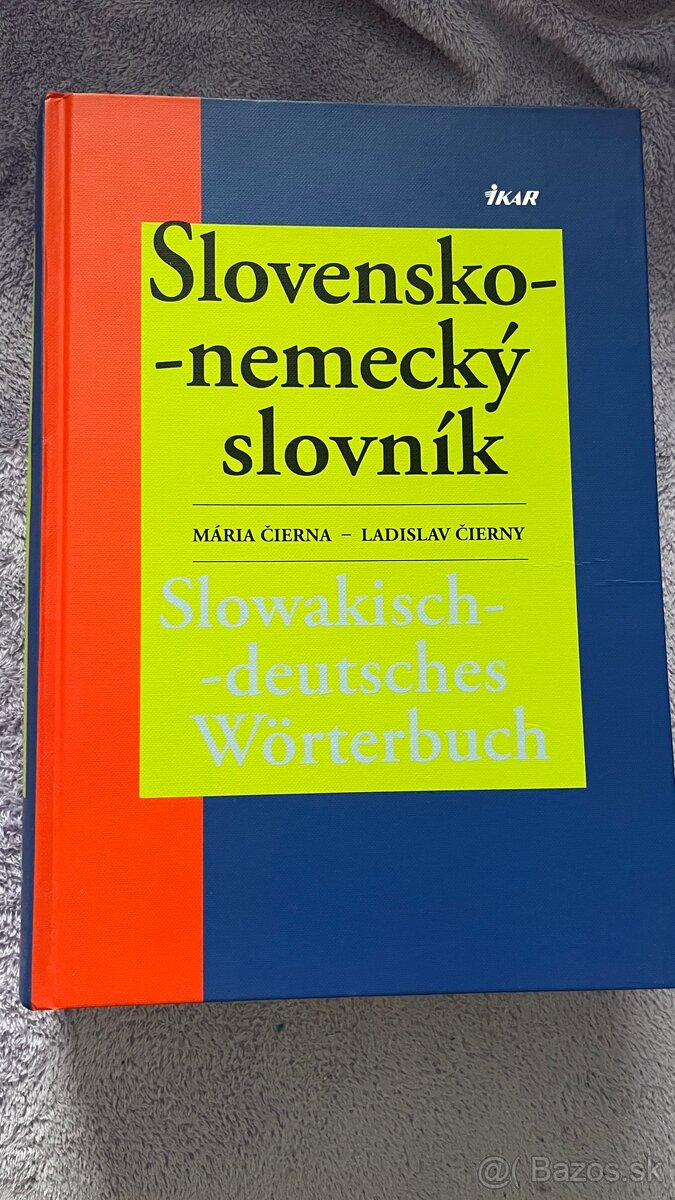 iKAR
Slovensko-
-nemecký
slovník
MÁRIA ČIERNA – LADISLAV ČIERNY
Slowakisch-
-deutsches
Wörterbuch
@( Bazos.sk